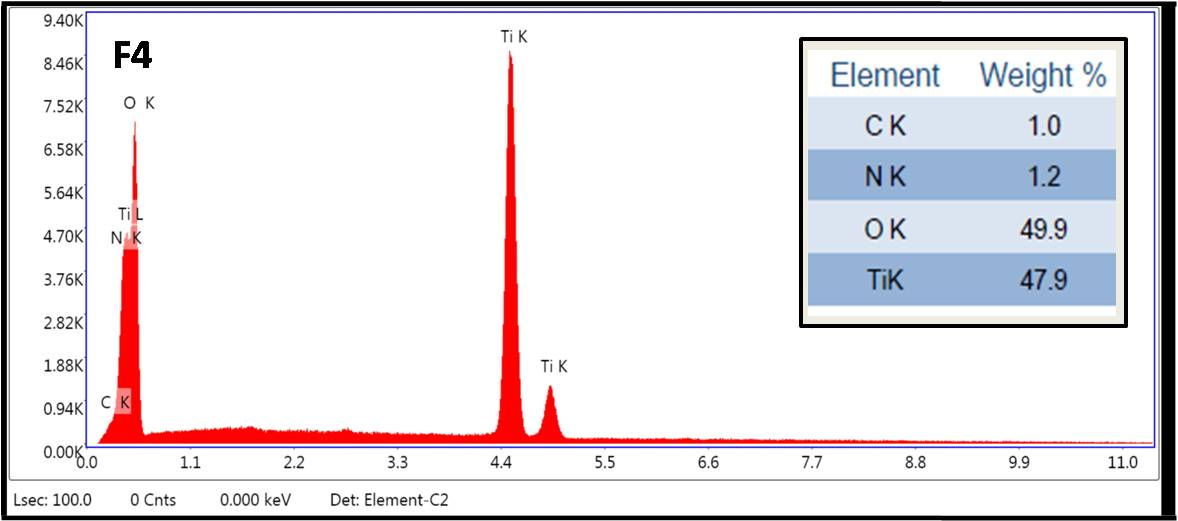 9.40K
F4
Ti K
8.46K
7.52K
O K
6.58K
5.64K
Ti L
4.70K
N K
3.76K
2.82K
1.88K
Ti K
0.94K
C K
0.00K
0.0 1.1 2.2 3.3 4.4 5.5 6.6 7.7 8.8 9.9 11.0
Lsec: 100.0 0 Cnts 0.000 keV Det: Element-C2
Element Weight %
C K 1.0
N K 1.2
O K 49.9
TiK 47.9